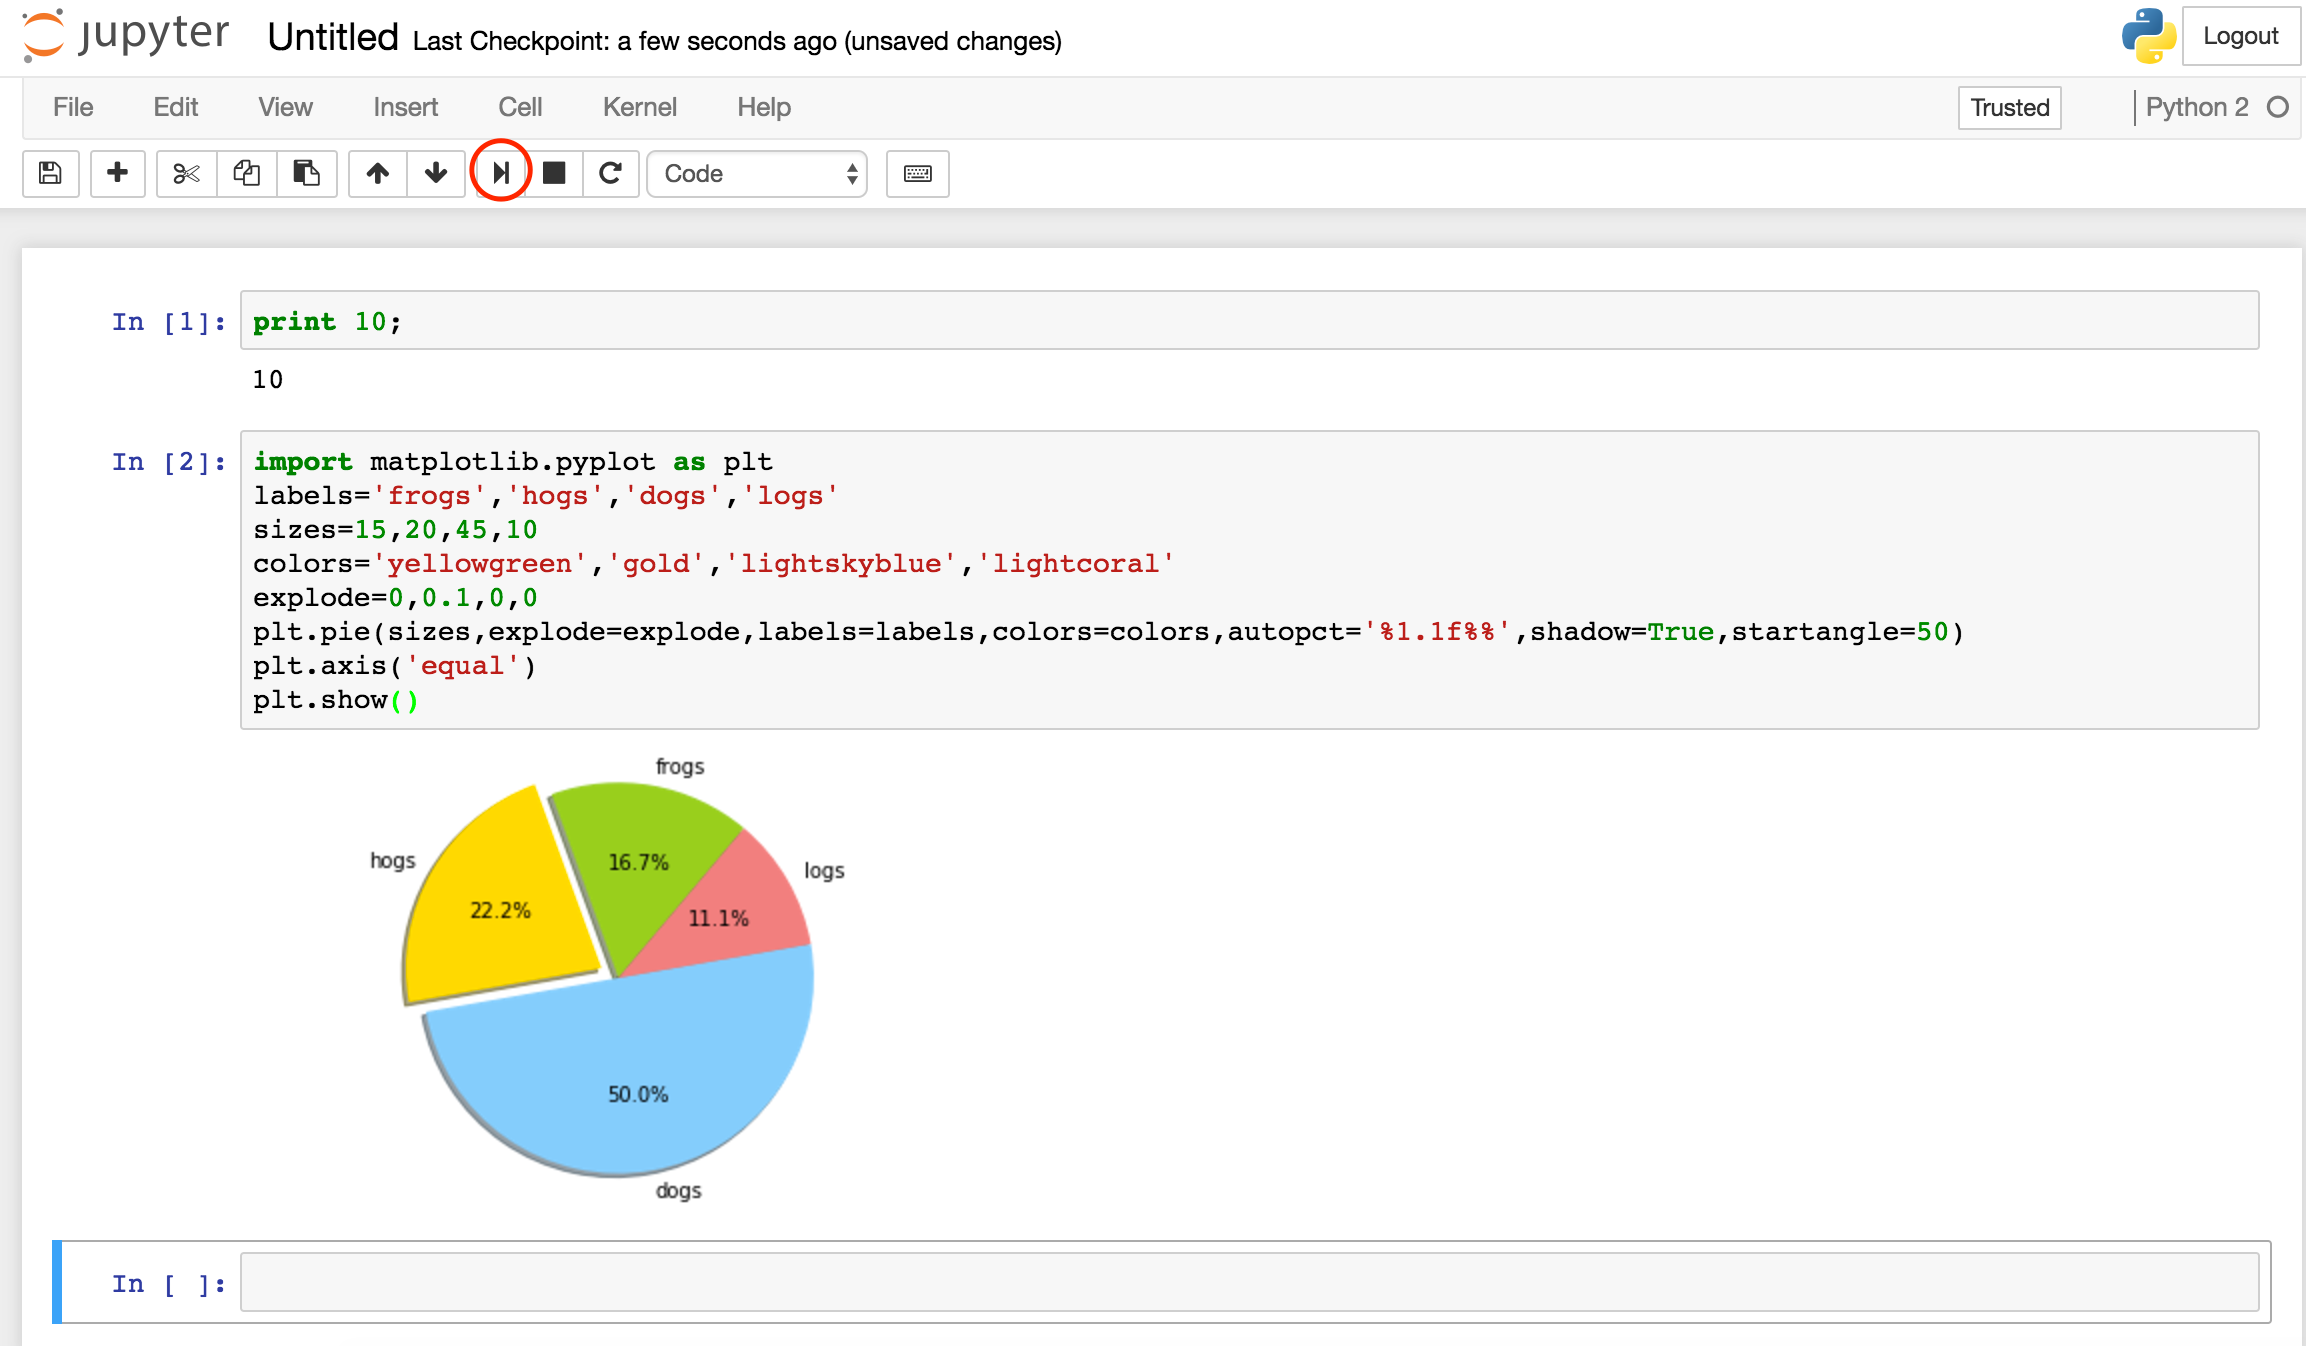 jupyter Untitled Last Checkpoint: a few seconds ago (unsaved changes) Logout
File Edit View Insert Cell Kernel Help Trusted Python 2
Code
In [1]: print 10;
10
In [2]: import matplotlib.pyplot as plt
labels='frogs','hogs','dogs','logs'
sizes=15,20,45,10
colors='yellowgreen','gold','lightskyblue','lightcoral'
explode=0,0.1,0,0
plt.pie(sizes,explode=explode,labels=labels,colors=colors,autopct='%1.1f%%',shadow=True,startangle=50)
plt.axis('equal')
plt.show()
frogs
hogs
16.7%
logs
22.2%
11.1%
50.0%
dogs
In [ ]: